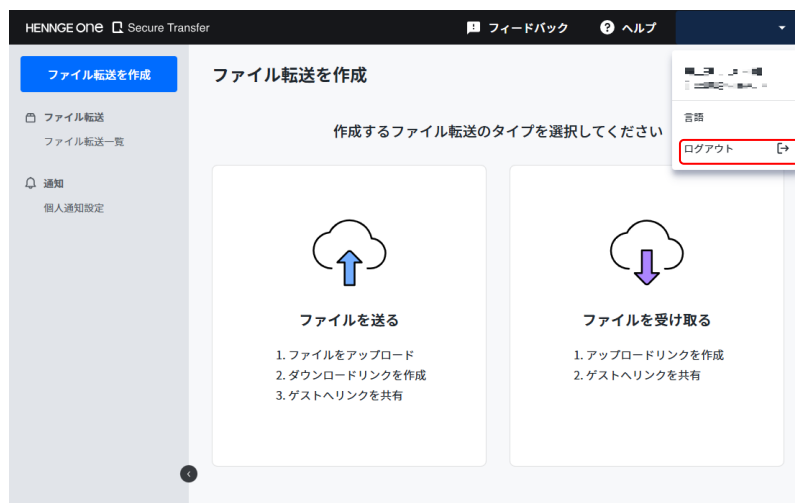 HENNGE ONE Secure Transfer
フィードバック
ヘルプ
ファイル転送を作成
ファイル転送
ファイル転送一覧
通知
個人通知設定
ファイル転送を作成
作成するファイル転送のタイプを選択してください
ファイルを送る
1. ファイルをアップロード
2. ダウンロードリンクを作成
3. ゲストへリンクを共有
ファイルを受け取る
1. アップロードリンクを作成
2. ゲストへリンクを共有
言語
ログアウト